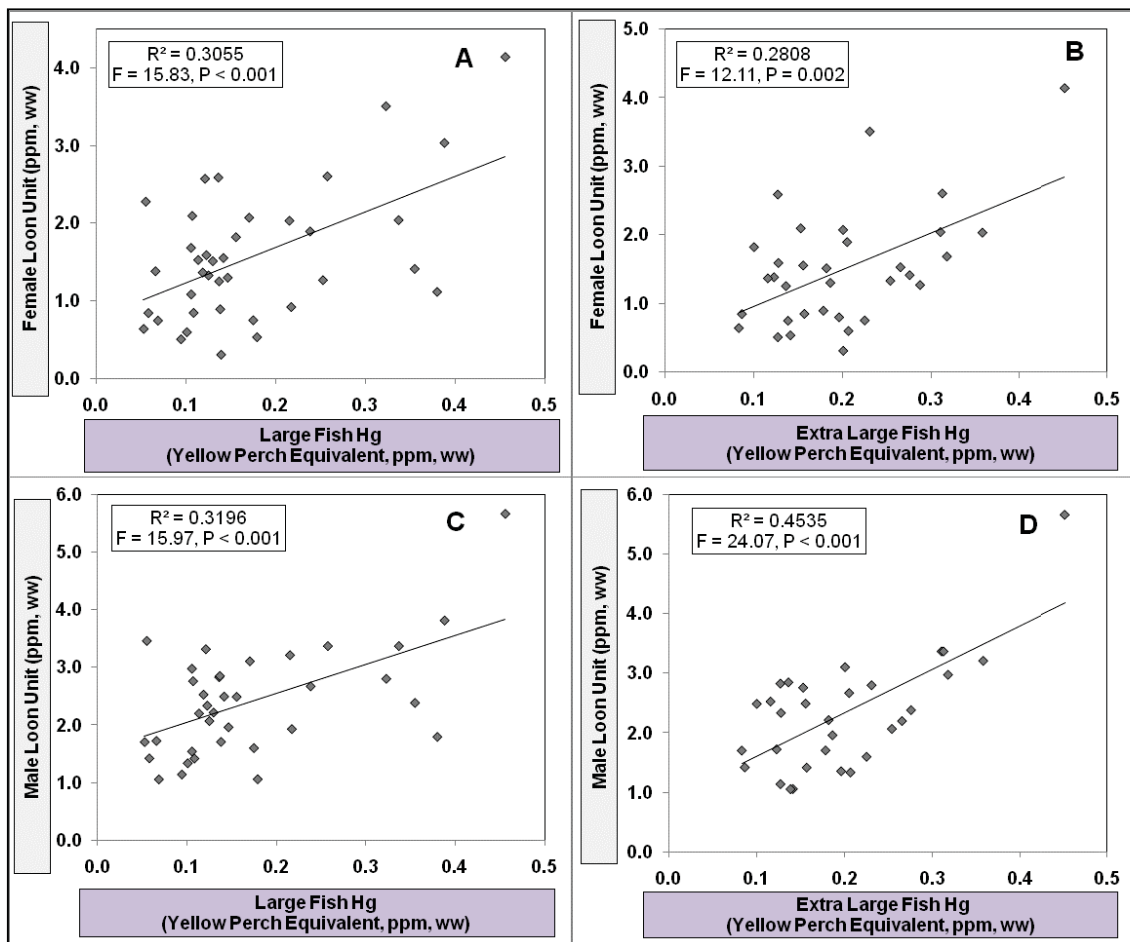 R² = 0.3055
F = 15.83, P < 0.001
A
Female Loon Unit (ppm, ww)
4.0
3.0
2.0
1.0
0.0
0.0 0.1 0.2 0.3 0.4 0.5
Large Fish Hg
(Yellow Perch Equivalent, ppm, ww)
R² = 0.2808
F = 12.11, P = 0.002
B
Female Loon Unit (ppm, ww)
5.0
4.0
3.0
2.0
1.0
0.0
0.0 0.1 0.2 0.3 0.4 0.5
Extra Large Fish Hg
(Yellow Perch Equivalent, ppm, ww)
R² = 0.3196
F = 15.97, P < 0.001
C
Male Loon Unit (ppm, ww)
6.0
5.0
4.0
3.0
2.0
1.0
0.0
0.0 0.1 0.2 0.3 0.4 0.5
Large Fish Hg
(Yellow Perch Equivalent, ppm, ww)
R² = 0.4535
F = 24.07, P < 0.001
D
Male Loon Unit (ppm, ww)
6.0
5.0
4.0
3.0
2.0
1.0
0.0
0.0 0.1 0.2 0.3 0.4 0.5
Extra Large Fish Hg
(Yellow Perch Equivalent, ppm, ww)